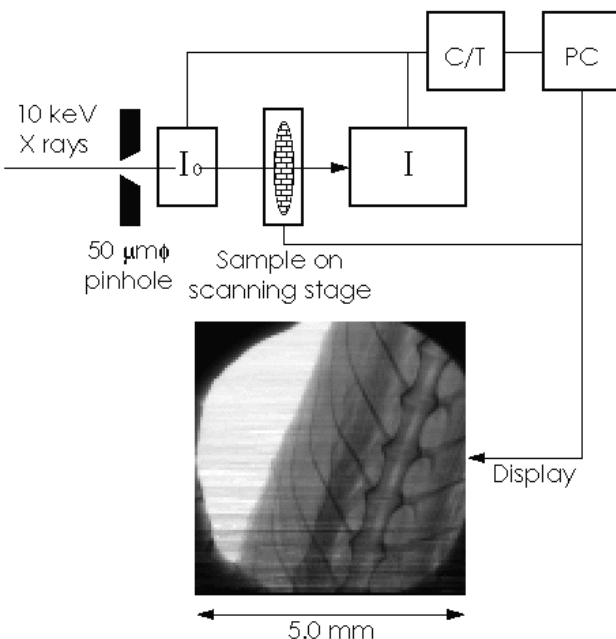 C/T
PC
10 keV
X rays
I₀
I
50 μmϕ
pinhole
Sample on
scanning stage
Display
5.0 mm